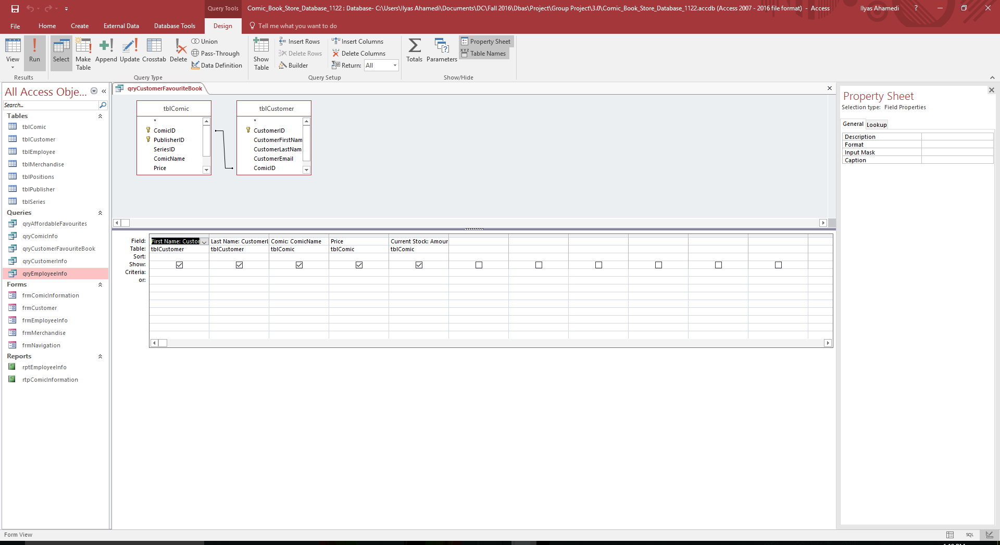 Query Tools
Comic_Book_Store_Database_1122 : Database- C:\Users\Ilyas Ahamedi\Documents\DC\Fall 2016\Dbas\Project\Group Project\3.0\Comic_Book_Store_Database_1122.accdb (Access 2007 - 2016 file format) - Access
Ilyas Ahamedi
?
File Home Create External Data Database Tools Design Tell me what you want to do
View
Run
Results
Select
Make Table
Append
Update
Crosstab
Delete
Union
Pass-Through
Data Definition
Query Type
Show Table
Insert Rows
Delete Rows
Builder
Insert Columns
Delete Columns
Return: All
Query Setup
Totals
Parameters
Property Sheet
Table Names
Show/Hide
All Access Obje...
Search...
Tables
tblComic
tblCustomer
tblEmployee
tblMerchandise
tblPositions
tblPublisher
tblSeries
Queries
qryAffordableFavourites
qryComicInfo
qryCustomerFavouriteBook
qryCustomerInfo
qryEmployeeInfo
Forms
frmComicInformation
frmCustomer
frmEmployeeInfo
frmMerchandise
frmNavigation
Reports
rptEmployeeInfo
rtpComicInformation
qryCustomerFavouriteBook
tblComic
*
ComicID
PublisherID
SeriesID
ComicName
Price
tblCustomer
*
CustomerID
CustomerFirstNam
CustomerLastNam
CustomerEmail
ComicID
Field: First Name: Custor Last Name: CustomerL Comic: ComicName Price Current Stock: Amour
Table: tblCustomer tblCustomer tblComic tblComic tblComic
Sort:
Show:
Criteria:
or:
Property Sheet
Selection type: Field Properties
General Lookup
Description
Format
Input Mask
Caption
Form View
SQL